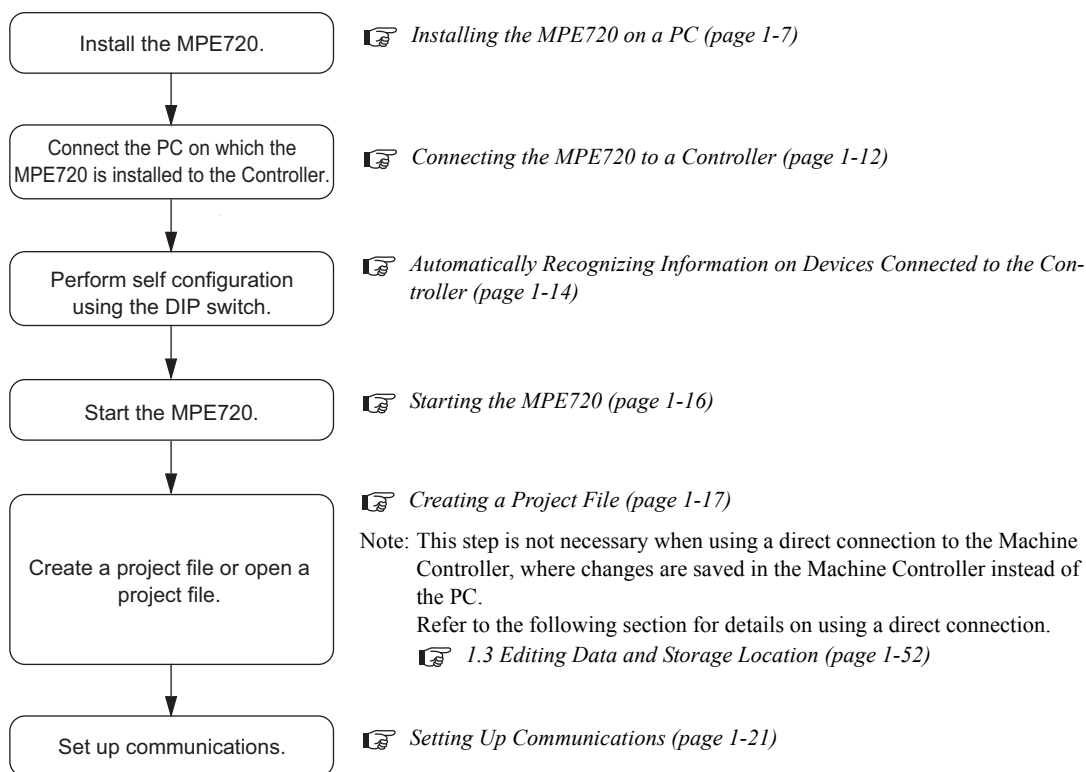 Install the MPE720.
Installing the MPE720 on a PC (page 1-7)
Connect the PC on which the
MPE720 is installed to the Controller.
Connecting the MPE720 to a Controller (page 1-12)
Perform self configuration
using the DIP switch.
Automatically Recognizing Information on Devices Connected to the Con-
troller (page 1-14)
Start the MPE720.
Starting the MPE720 (page 1-16)
Create a project file or open a
project file.
Creating a Project File (page 1-17)
Note: This step is not necessary when using a direct connection to the Machine
Controller, where changes are saved in the Machine Controller instead of
the PC.
Refer to the following section for details on using a direct connection.
1.3 Editing Data and Storage Location (page 1-52)
Set up communications.
Setting Up Communications (page 1-21)